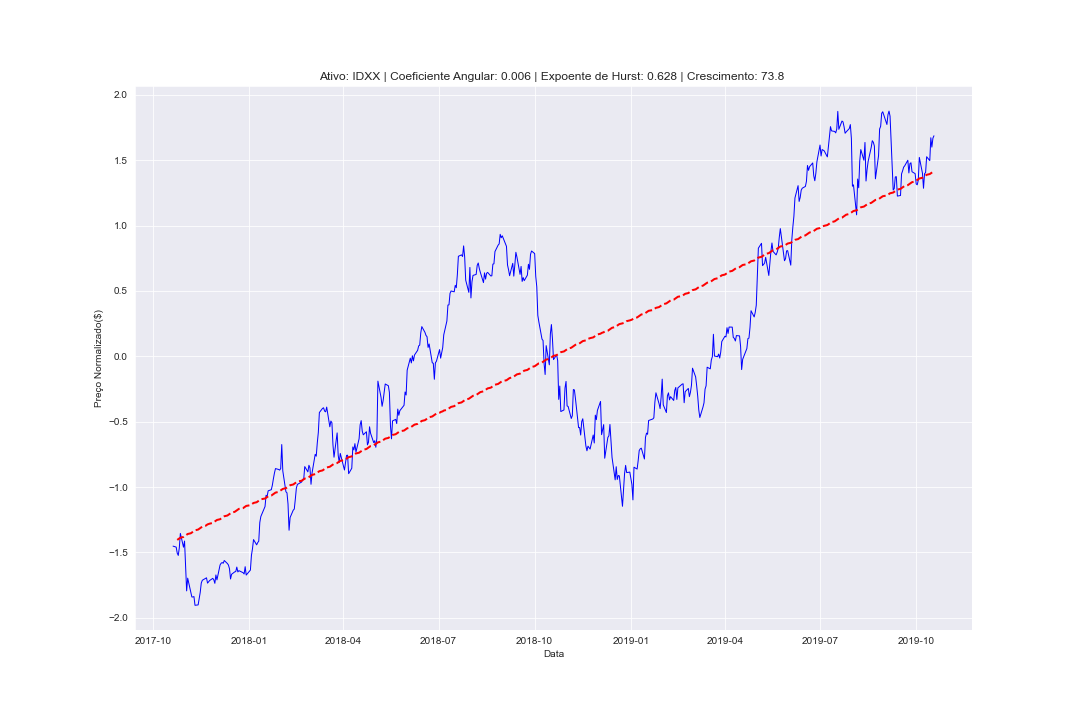 Ativo: IDXX | Coeficiente Angular: 0.006 | Expoente de Hurst: 0.628 | Crescimento: 73.8
Preço Normalizado($)
2.0
1.5
1.0
0.5
0.0
−0.5
−1.0
−1.5
−2.0
2017-10 2018-01 2018-04 2018-07 2018-10 2019-01 2019-04 2019-07 2019-10
Data